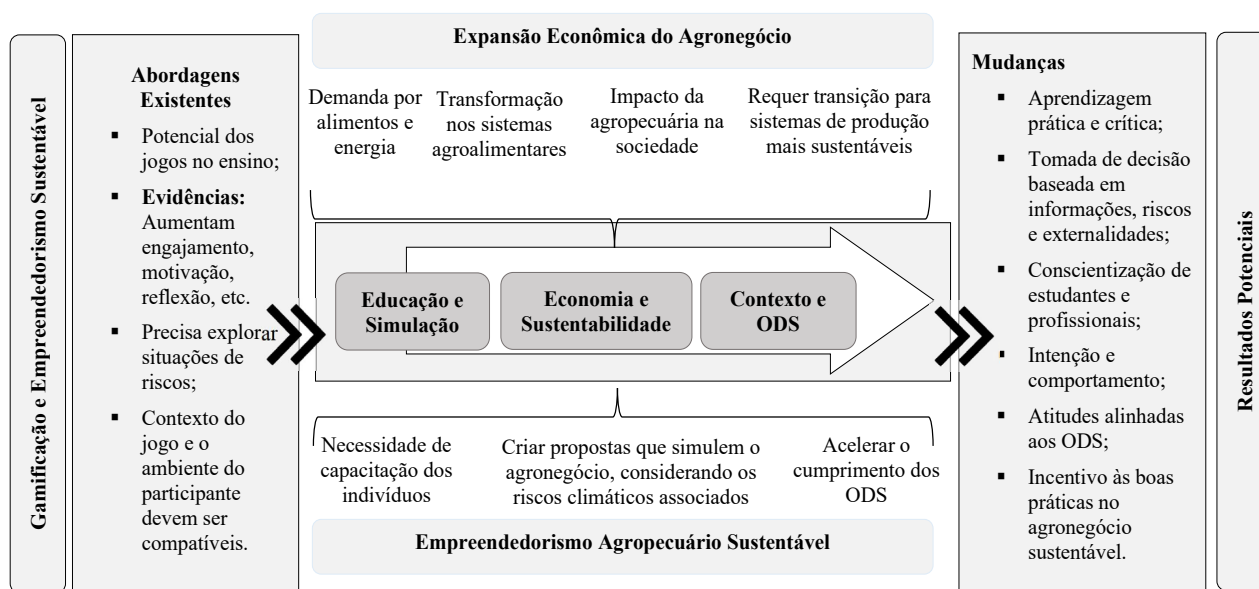 Gamificação e Empreendedorismo Sustentável
Abordagens
Existentes
▪ Potencial dos
jogos no ensino;
▪ Evidências:
Aumentam
engajamento,
motivação,
reflexão, etc.
▪ Precisa explorar
situações de
riscos;
▪ Contexto do
jogo e o
ambiente do
participante
devem ser
compatíveis.
Expansão Econômica do Agronegócio
Demanda por
alimentos e
energia
Transformação
nos sistemas
agroalimentares
Impacto da
agropecuária na
sociedade
Requer transição para
sistemas de produção
mais sustentáveis
Educação e
Simulação
Economia e
Sustentabilidade
Contexto e
ODS
Necessidade de
capacitação dos
indivíduos
Criar propostas que simulem o
agronegócio, considerando os
riscos climáticos associados
Acelerar o
cumprimento dos
ODS
Empreendedorismo Agropecuário Sustentável
Mudanças
▪ Aprendizagem
prática e crítica;
▪ Tomada de decisão
baseada em
informações, riscos
e externalidades;
▪ Conscientização de
estudantes e
profissionais;
▪ Intenção e
comportamento;
▪ Atitudes alinhadas
aos ODS;
▪ Incentivo às boas
práticas no
agronegócio
sustentável.
Resultados Potenciais